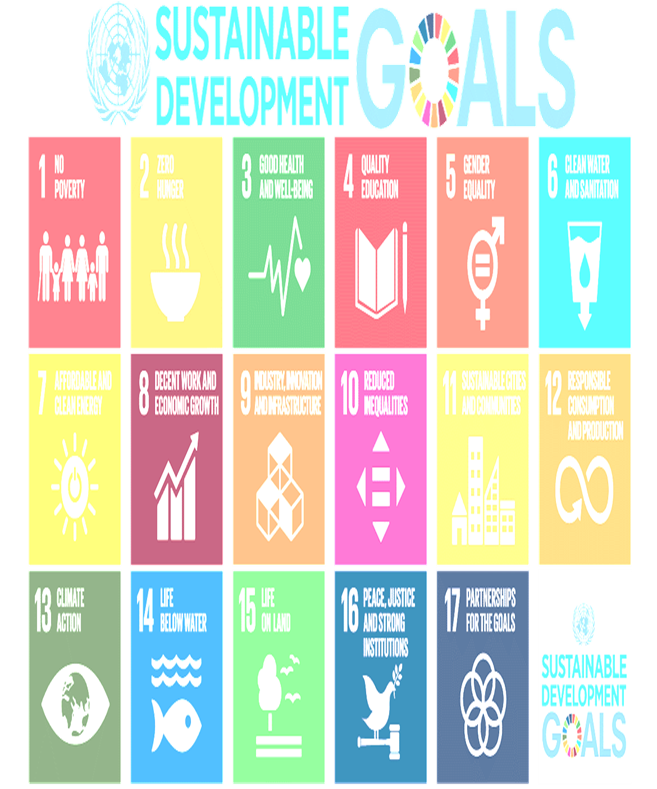 SUSTAINABLE
DEVELOPMENT
GOALS
1 NO
POVERTY
2 ZERO
HUNGER
3 GOOD HEALTH
AND WELL-BEING
4 QUALITY
EDUCATION
5 GENDER
EQUALITY
6 CLEAN WATER
AND SANITATION
7 AFFORDABLE AND
CLEAN ENERGY
8 DECENT WORK AND
ECONOMIC GROWTH
9 INDUSTRY, INNOVATION
AND INFRASTRUCTURE
10 REDUCED
INEQUALITIES
11 SUSTAINABLE CITIES
AND COMMUNITIES
12 RESPONSIBLE
CONSUMPTION
AND PRODUCTION
13 CLIMATE
ACTION
14 LIFE
BELOW WATER
15 LIFE
ON LAND
16 PEACE, JUSTICE
AND STRONG
INSTITUTIONS
17 PARTNERSHIPS
FOR THE GOALS
SUSTAINABLE
DEVELOPMENT
GOALS